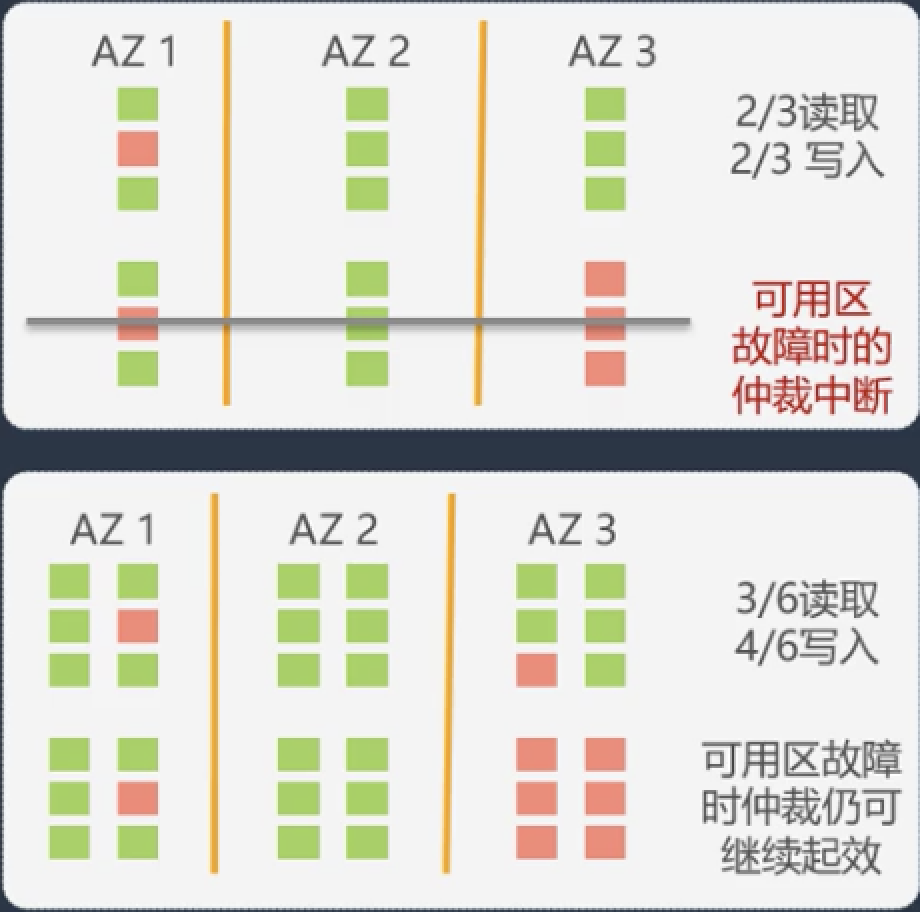 AZ 1 AZ 2 AZ 3
2/3读取
2/3 写入
可用区
故障时的
仲裁中断
AZ 1 AZ 2 AZ 3
3/6读取
4/6写入
可用区故障
时仲裁仍可
继续起效